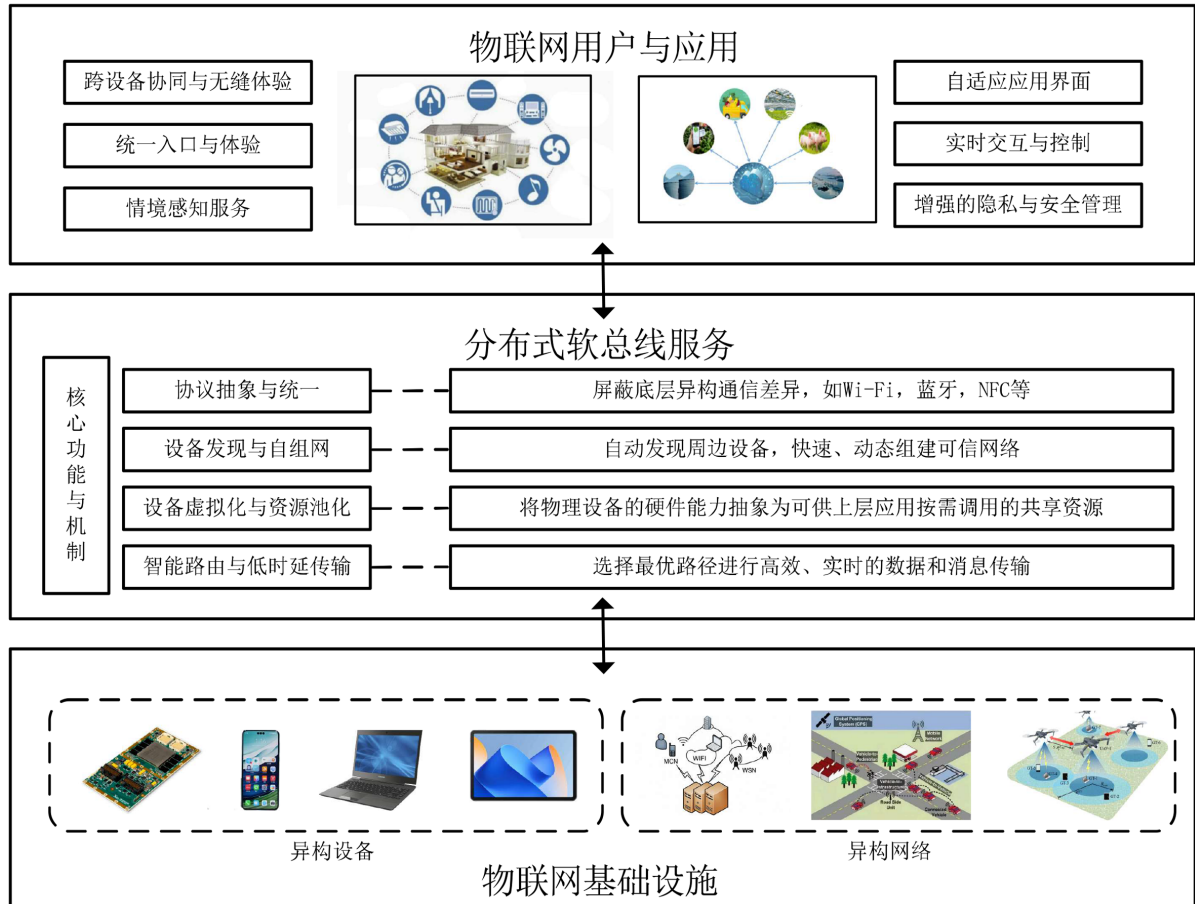 物联网用户与应用
跨设备协同与无缝体验
统一入口与体验
情境感知服务
自适应应用界面
实时交互与控制
增强的隐私与安全管理
分布式软总线服务
核心功能与机制
协议抽象与统一
屏蔽底层异构通信差异，如Wi-Fi，蓝牙，NFC等
设备发现与自组网
自动发现周边设备，快速、动态组建可信网络
设备虚拟化与资源池化
将物理设备的硬件能力抽象为可供上层应用按需调用的共享资源
智能路由与低时延传输
选择最优路径进行高效、实时的数据和消息传输
MCN
WIFI
WSN
Global Positioning
System (GPS)
Mobile
Network
Road Side
Unit
Commercial
Vehicle
异构设备
异构网络
物联网基础设施